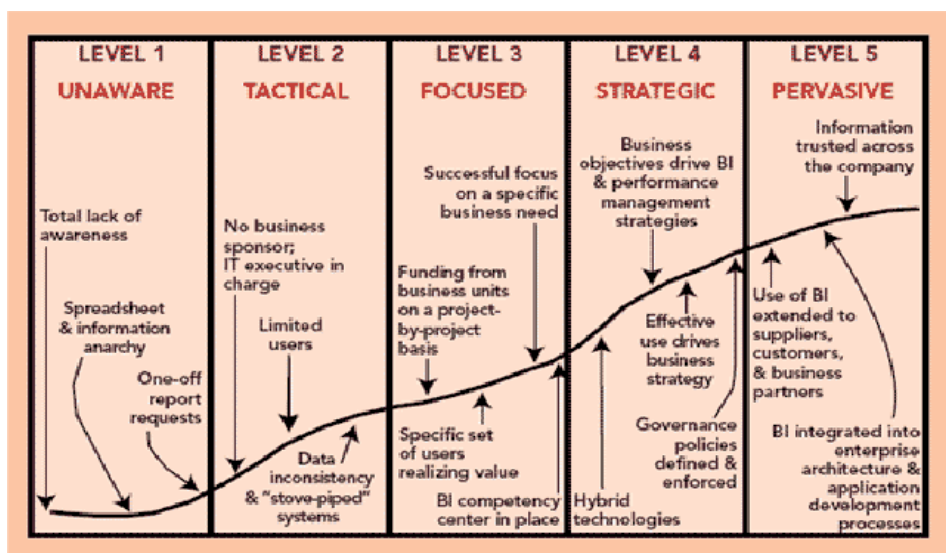 LEVEL 1
UNAWARE
Total lack of
awareness
Spreadsheet
& information
anarchy
One-off
report
requests
LEVEL 2
TACTICAL
No business
sponsor;
IT executive in
charge
Limited
users
Data
inconsistency
& "stove-piped"
systems
LEVEL 3
FOCUSED
Successful focus
on a specific
business need
Funding from
business units
on a project-
by-project
basis
Specific set of
users
realizing value
BI competency
center in place
LEVEL 4
STRATEGIC
Business
objectives drive BI
& performance
management
strategies
Effective
use drives
business
strategy
Governance
policies
defined &
enforced
Hybrid
technologies
LEVEL 5
PERVASIVE
Information
trusted across
the company
Use of BI
extended to
suppliers,
customers,
& business
partners
BI integrated into
enterprise
architecture &
application
development
processes